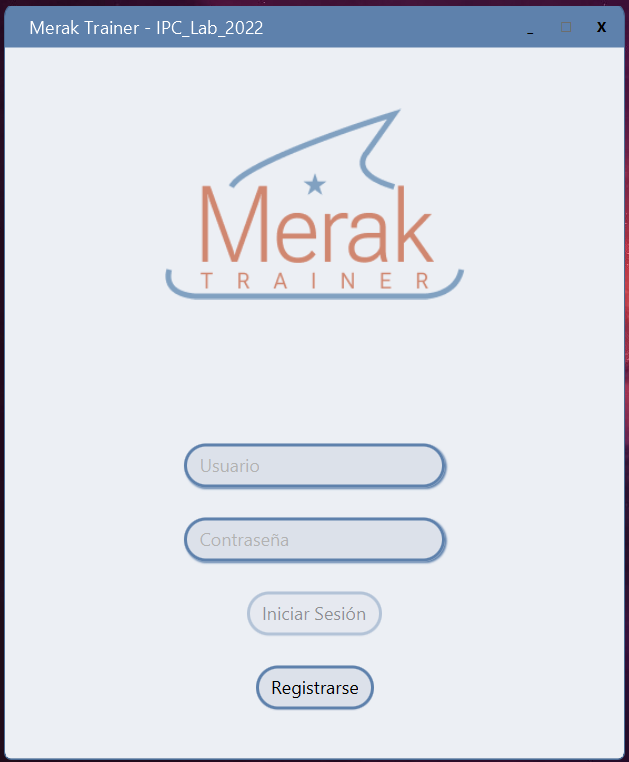 Merak Trainer - IPC_Lab_2022
Merak
TRAINER
Usuario
Contraseña
Iniciar Sesión
Registrarse